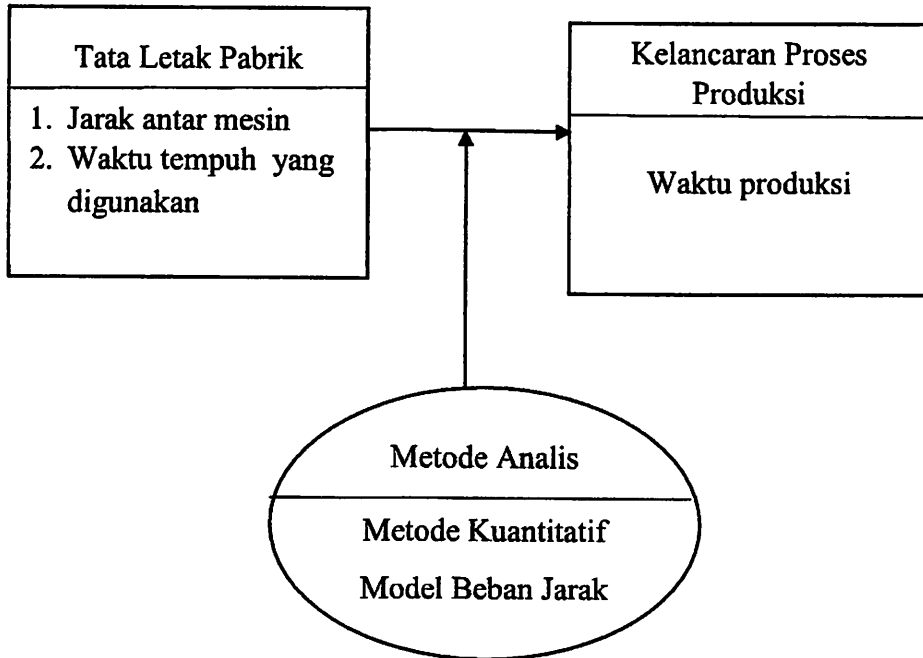 Tata Letak Pabrik
1. Jarak antar mesin
2. Waktu tempuh yang
digunakan
Kelancaran Proses
Produksi
Waktu produksi
Metode Analis
Metode Kuantitatif
Model Beban Jarak